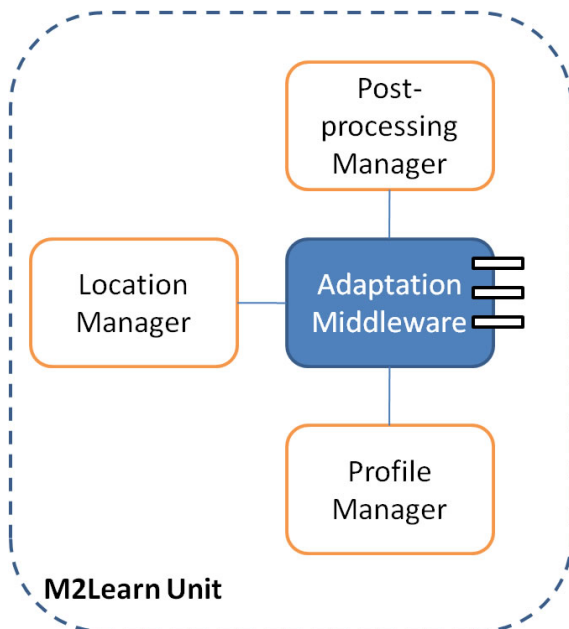 Post-
processing
Manager
Location
Manager
Adaptation
Middleware
Profile
Manager
M2Learn Unit